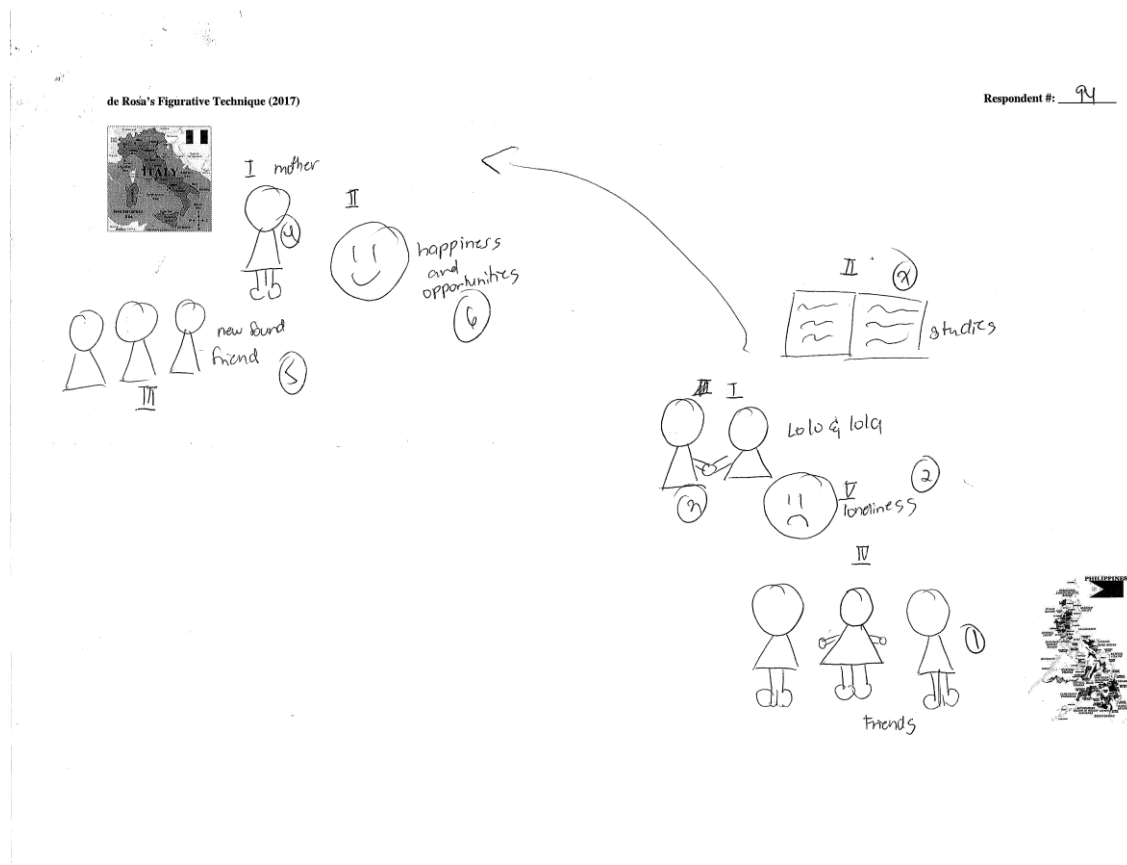 de Rosa's Figurative Technique (2017)
Respondent #: 94
ITALY
I mother
4
II
happiness
and
opportunities
6
new found
friend
5
III
II
studies
I
Lolo & lola
3
V
loneliness
2
IV
1
Friends
PHILIPPINES